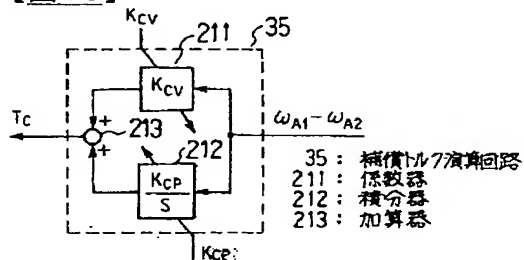 KCV
211
35
KCV
TC
+
+
213
212
ωA1-ωA2
KCP
S
KCP
35 : 補償トルク演算回路
211 : 係数器
212 : 積分器
213 : 加算器